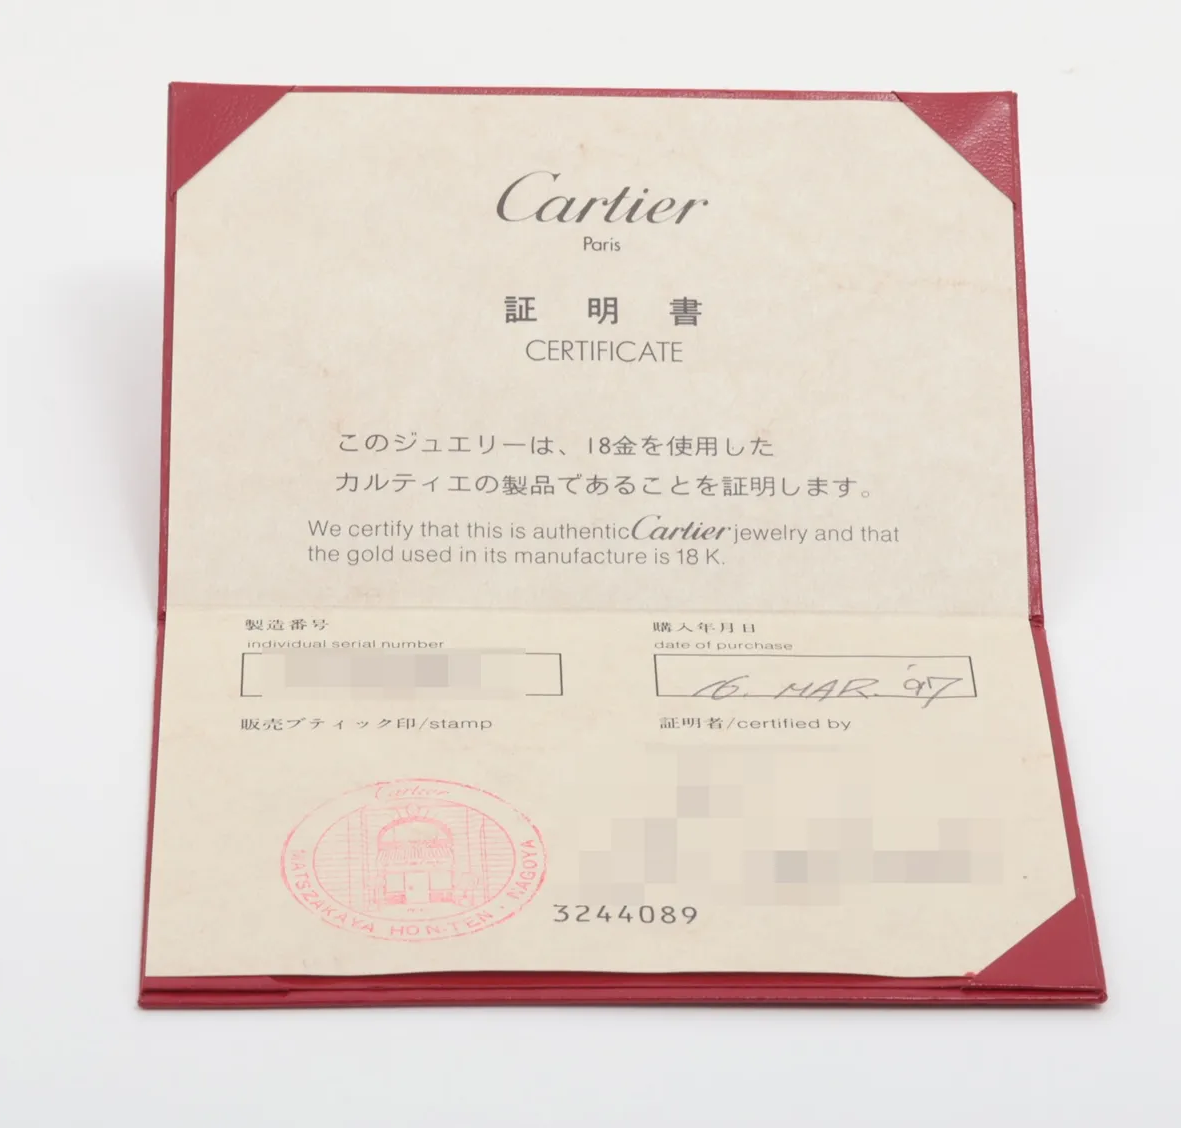 Cartier
Paris
証明書
CERTIFICATE
このジュエリーは、18金を使用した
カルティエの製品であることを証明します。
We certify that this is authentic Cartier jewelry and that
the gold used in its manufacture is 18 K.
製造番号
individual serial number
購入年月日
date of purchase
16. MAR. '97
販売ブティック印/stamp
証明者/certified by
Cartier
MATSUZAKAYA HONTEN · NAGOYA
3244089